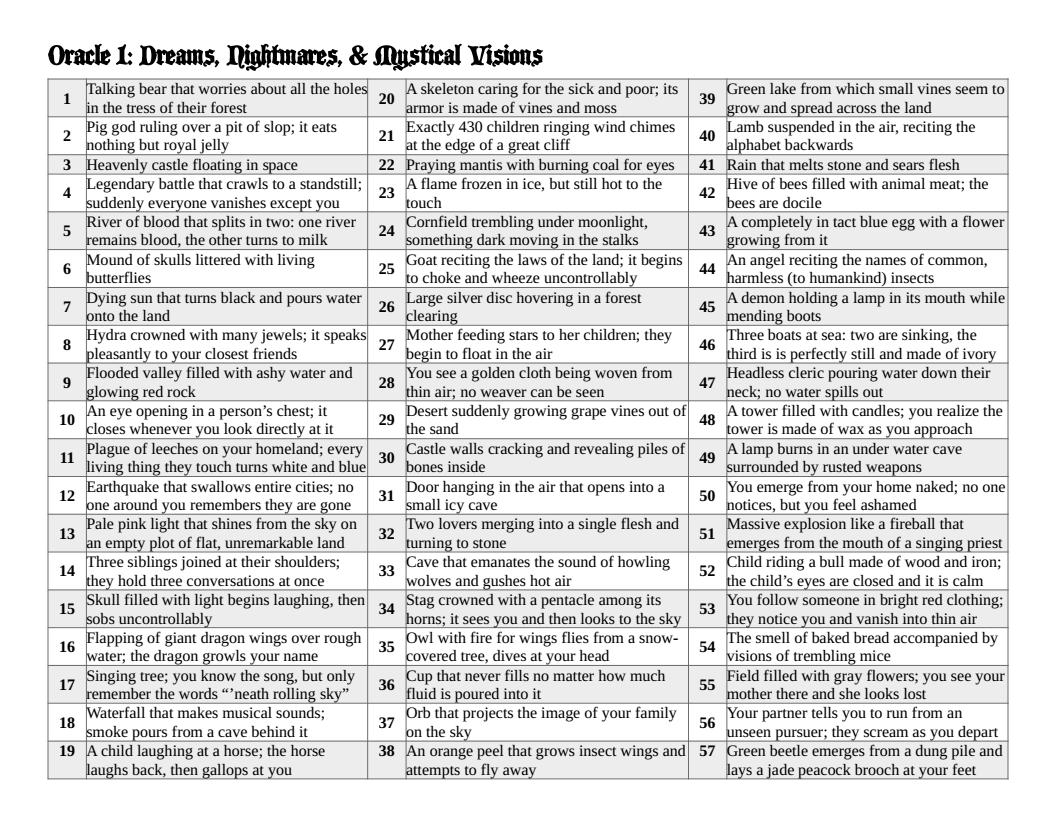 Oracle 1: Dreams, Nightmares, & Mystical Visions
1
Talking bear that worries about all the holes
in the tress of their forest
2
Pig god ruling over a pit of slop; it eats
nothing but royal jelly
3
Heavenly castle floating in space
4
Legendary battle that crawls to a standstill;
suddenly everyone vanishes except you
5
River of blood that splits in two: one river
remains blood, the other turns to milk
6
Mound of skulls littered with living
butterflies
7
Dying sun that turns black and pours water
onto the land
8
Hydra crowned with many jewels; it speaks
pleasantly to your closest friends
9
Flooded valley filled with ashy water and
glowing red rock
10
An eye opening in a person’s chest; it
closes whenever you look directly at it
11
Plague of leeches on your homeland; every
living thing they touch turns white and blue
12
Earthquake that swallows entire cities; no
one around you remembers they are gone
13
Pale pink light that shines from the sky on
an empty plot of flat, unremarkable land
14
Three siblings joined at their shoulders;
they hold three conversations at once
15
Skull filled with light begins laughing, then
sobs uncontrollably
16
Flapping of giant dragon wings over rough
water; the dragon growls your name
17
Singing tree; you know the song, but only
remember the words “’neath rolling sky”
18
Waterfall that makes musical sounds;
smoke pours from a cave behind it
19
A child laughing at a horse; the horse
laughs back, then gallops at you
20
A skeleton caring for the sick and poor; its
armor is made of vines and moss
21
Exactly 430 children ringing wind chimes
at the edge of a great cliff
22
Praying mantis with burning coal for eyes
23
A flame frozen in ice, but still hot to the
touch
24
Cornfield trembling under moonlight,
something dark moving in the stalks
25
Goat reciting the laws of the land; it begins
to choke and wheeze uncontrollably
26
Large silver disc hovering in a forest
clearing
27
Mother feeding stars to her children; they
begin to float in the air
28
You see a golden cloth being woven from
thin air; no weaver can be seen
29
Desert suddenly growing grape vines out of
the sand
30
Castle walls cracking and revealing piles of
bones inside
31
Door hanging in the air that opens into a
small icy cave
32
Two lovers merging into a single flesh and
turning to stone
33
Cave that emanates the sound of howling
wolves and gushes hot air
34
Stag crowned with a pentacle among its
horns; it sees you and then looks to the sky
35
Owl with fire for wings flies from a snow-
covered tree, dives at your head
36
Cup that never fills no matter how much
fluid is poured into it
37
Orb that projects the image of your family
on the sky
38
An orange peel that grows insect wings and
attempts to fly away
39
Green lake from which small vines seem to
grow and spread across the land
40
Lamb suspended in the air, reciting the
alphabet backwards
41
Rain that melts stone and sears flesh
42
Hive of bees filled with animal meat; the
bees are docile
43
A completely in tact blue egg with a flower
growing from it
44
An angel reciting the names of common,
harmless (to humankind) insects
45
A demon holding a lamp in its mouth while
mending boots
46
Three boats at sea: two are sinking, the
third is is perfectly still and made of ivory
47
Headless cleric pouring water down their
neck; no water spills out
48
A tower filled with candles; you realize the
tower is made of wax as you approach
49
A lamp burns in an under water cave
surrounded by rusted weapons
50
You emerge from your home naked; no one
notices, but you feel ashamed
51
Massive explosion like a fireball that
emerges from the mouth of a singing priest
52
Child riding a bull made of wood and iron;
the child’s eyes are closed and it is calm
53
You follow someone in bright red clothing;
they notice you and vanish into thin air
54
The smell of baked bread accompanied by
visions of trembling mice
55
Field filled with gray flowers; you see your
mother there and she looks lost
56
Your partner tells you to run from an
unseen pursuer; they scream as you depart
57
Green beetle emerges from a dung pile and
lays a jade peacock brooch at your feet